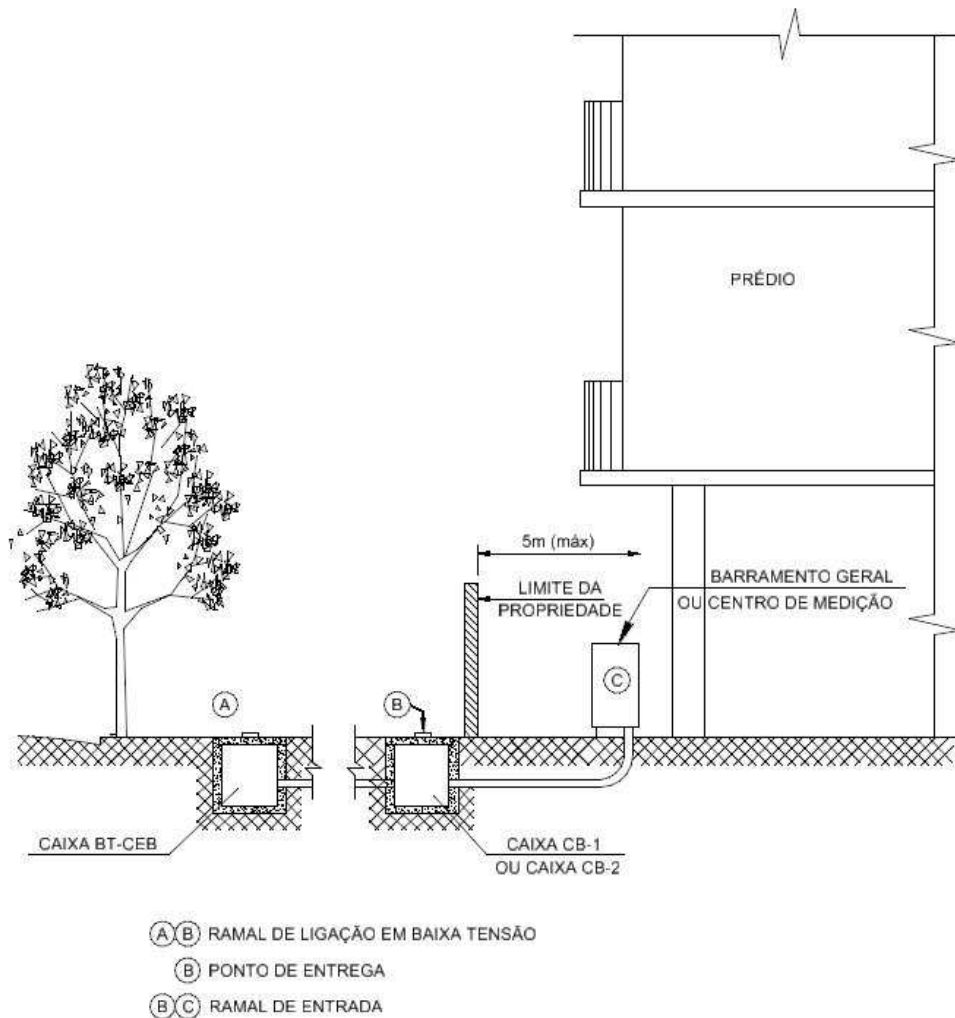 PRÉDIO
5m (máx)
LIMITE DA
PROPRIEDADE
BARRAMENTO GERAL
OU CENTRO DE MEDIÇÃO
C
A
B
CAIXA BT-CEB
CAIXA CB-1
OU CAIXA CB-2
A B RAMAL DE LIGAÇÃO EM BAIXA TENSÃO
B PONTO DE ENTREGA
B C RAMAL DE ENTRADA